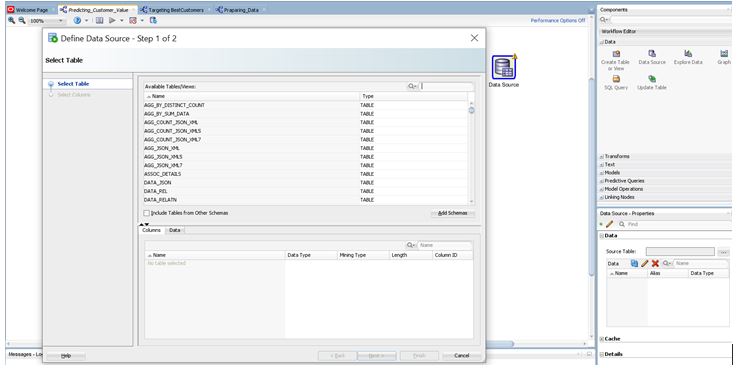 Welcome Page
Predicting_Customer_Value
Targeting BestCustomers
Praparing_Data
100%
Performance Options Off
Define Data Source - Step 1 of 2
Select Table
Select Table
Select Columns
Available Tables/Views:
Name Type
AGG_BY_DISTINCT_COUNT TABLE
AGG_BY_SUM_DATA TABLE
AGG_COUNT_JSON_XML TABLE
AGG_COUNT_JSON_XML5 TABLE
AGG_COUNT_JSON_XML7 TABLE
AGG_JSON_XML TABLE
AGG_JSON_XML5 TABLE
AGG_JSON_XML7 TABLE
ASSOC_DETAILS TABLE
DATA_JSON TABLE
DATA_REL TABLE
DATA_RELATN TABLE
Include Tables from Other Schemas
Add Schemas
Columns Data
Name
Name Data Type Mining Type Length Column ID
No table selected
Help
< Back
Next >
Finish
Cancel
Messages - Lo
Data Source
Components
Workflow Editor
Data
Create Table or View
Data Source
Explore Data
Graph
SQL Query
Update Table
Transforms
Text
Models
Predictive Queries
Model Operations
Linking Nodes
Data Source - Properties
Find
Data
Source Table:
...
Data
Name
Name Alias Data Type
Cache
Details